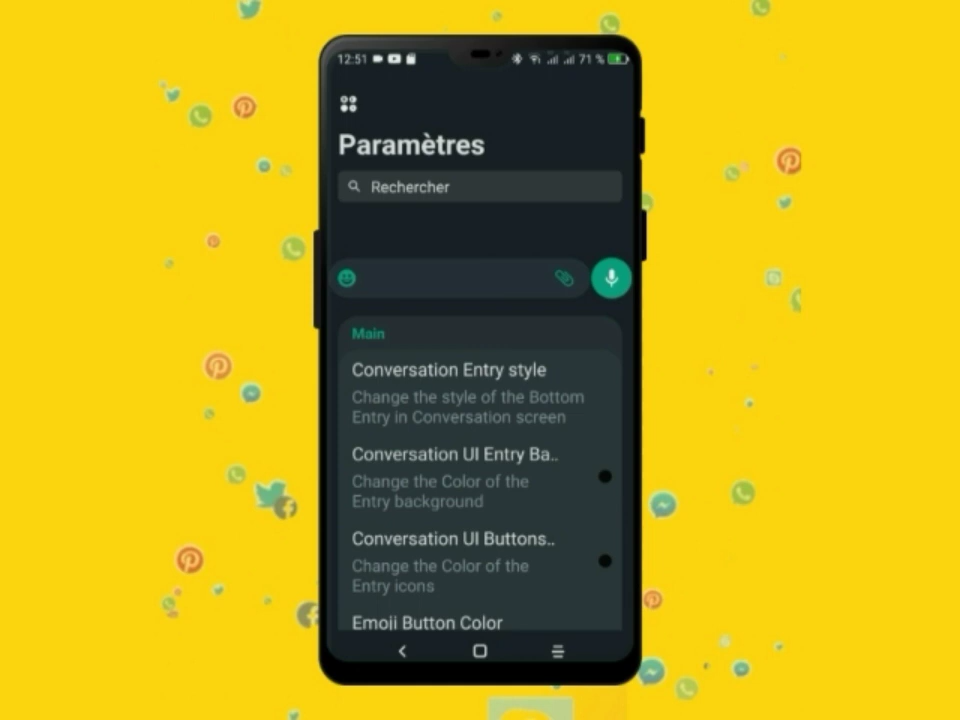 12:51 71 %
Paramètres
Rechercher
Main
Conversation Entry style
Change the style of the Bottom
Entry in Conversation screen
Conversation UI Entry Ba..
Change the Color of the
Entry background
Conversation UI Buttons..
Change the Color of the
Entry icons
Emoji Button Color